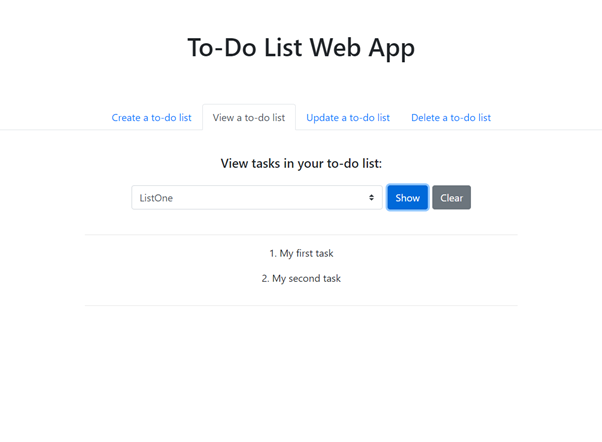 To-Do List Web App
Create a to-do list View a to-do list Update a to-do list Delete a to-do list
View tasks in your to-do list:
ListOne Show Clear
1. My first task
2. My second task